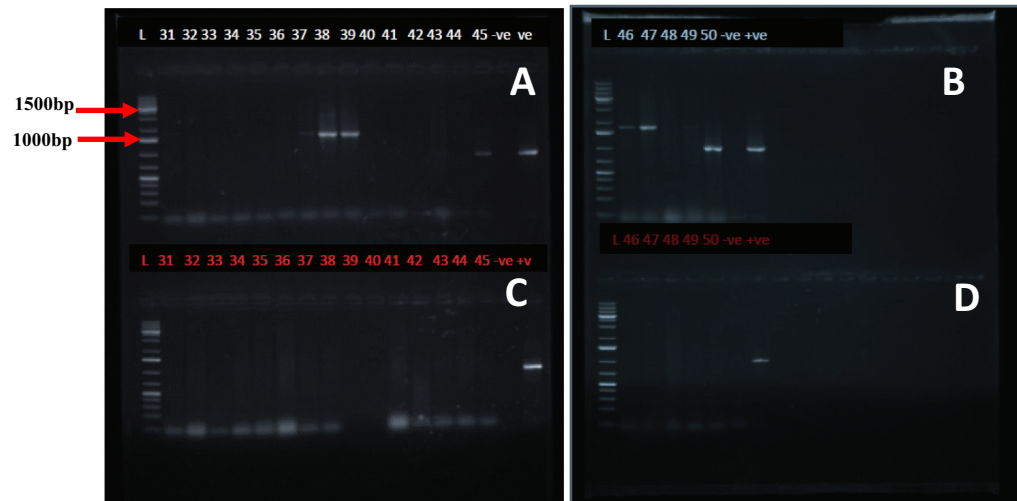 L 31 32 33 34 35 36 37 38 39 40 41 42 43 44 45 -ve ve
A
1500bp
1000bp
L 31 32 33 34 35 36 37 38 39 40 41 42 43 44 45 -ve +v
C
L 46 47 48 49 50 -ve +ve
B
L 46 47 48 49 50 -ve +ve
D